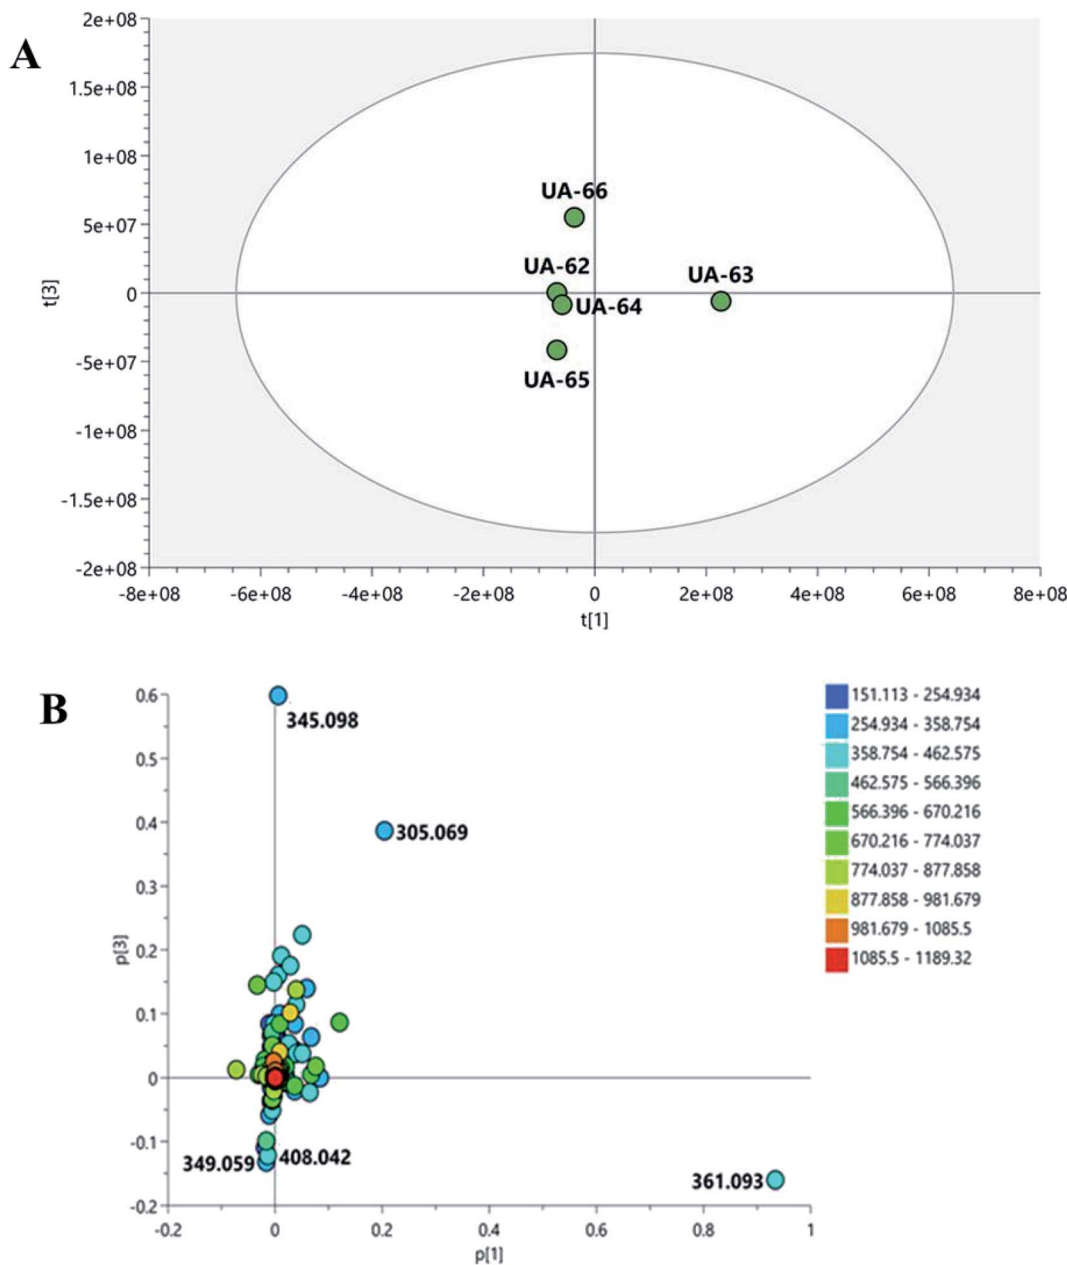 A
2e+08
1.5e+08
1e+08
5e+07
0
-5e+07
-1e+08
-1.5e+08
-2e+08
t[3]
UA-66
UA-62
UA-63
UA-64
UA-65
-8e+08 -6e+08 -4e+08 -2e+08 0 2e+08 4e+08 6e+08 8e+08
t[1]
B
0.6
0.5
0.4
0.3
0.2
0.1
0
-0.1
-0.2
p[3]
345.098
305.069
349.059
408.042
361.093
-0.2 0 0.2 0.4 0.6 0.8 1
p[1]
151.113 - 254.934
254.934 - 358.754
358.754 - 462.575
462.575 - 566.396
566.396 - 670.216
670.216 - 774.037
774.037 - 877.858
877.858 - 981.679
981.679 - 1085.5
1085.5 - 1189.32